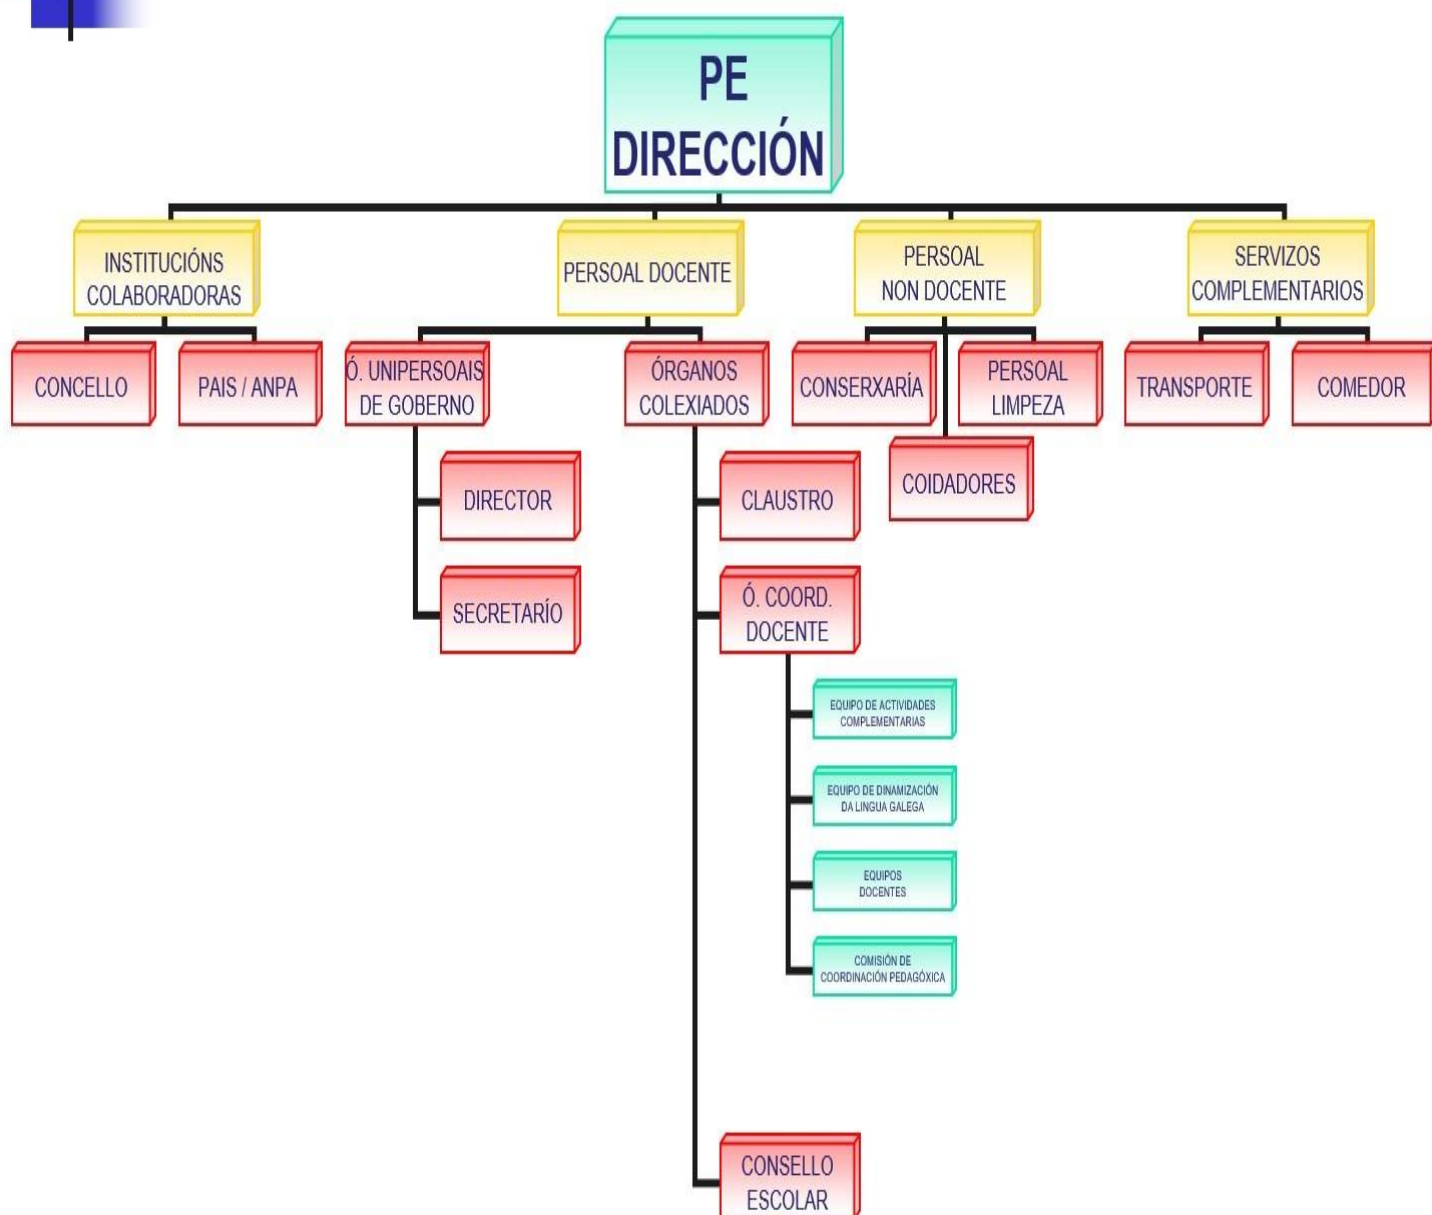 PE
DIRECCIÓN
INSTITUCIÓNS
COLABORADORAS
PERSOAL DOCENTE
PERSOAL
NON DOCENTE
SERVIZOS
COMPLEMENTARIOS
CONCELLO
PAIS / ANPA
Ó. UNIPERSOAIS
DE GOBERNO
ÓRGANOS
COLEXIADOS
CONSERXARÍA
PERSOAL
LIMPEZA
TRANSPORTE
COMEDOR
COIDADORES
DIRECTOR
CLAUSTRO
SECRETARÍO
Ó. COORD.
DOCENTE
EQUIPO DE ACTIVIDADES
COMPLEMENTARIAS
EQUIPO DE DINAMIZACIÓN
DA LINGUA GALEGA
EQUIPOS
DOCENTES
COMISIÓN DE
COORDINACIÓN PEDAGÓXICA
CONSELLO
ESCOLAR